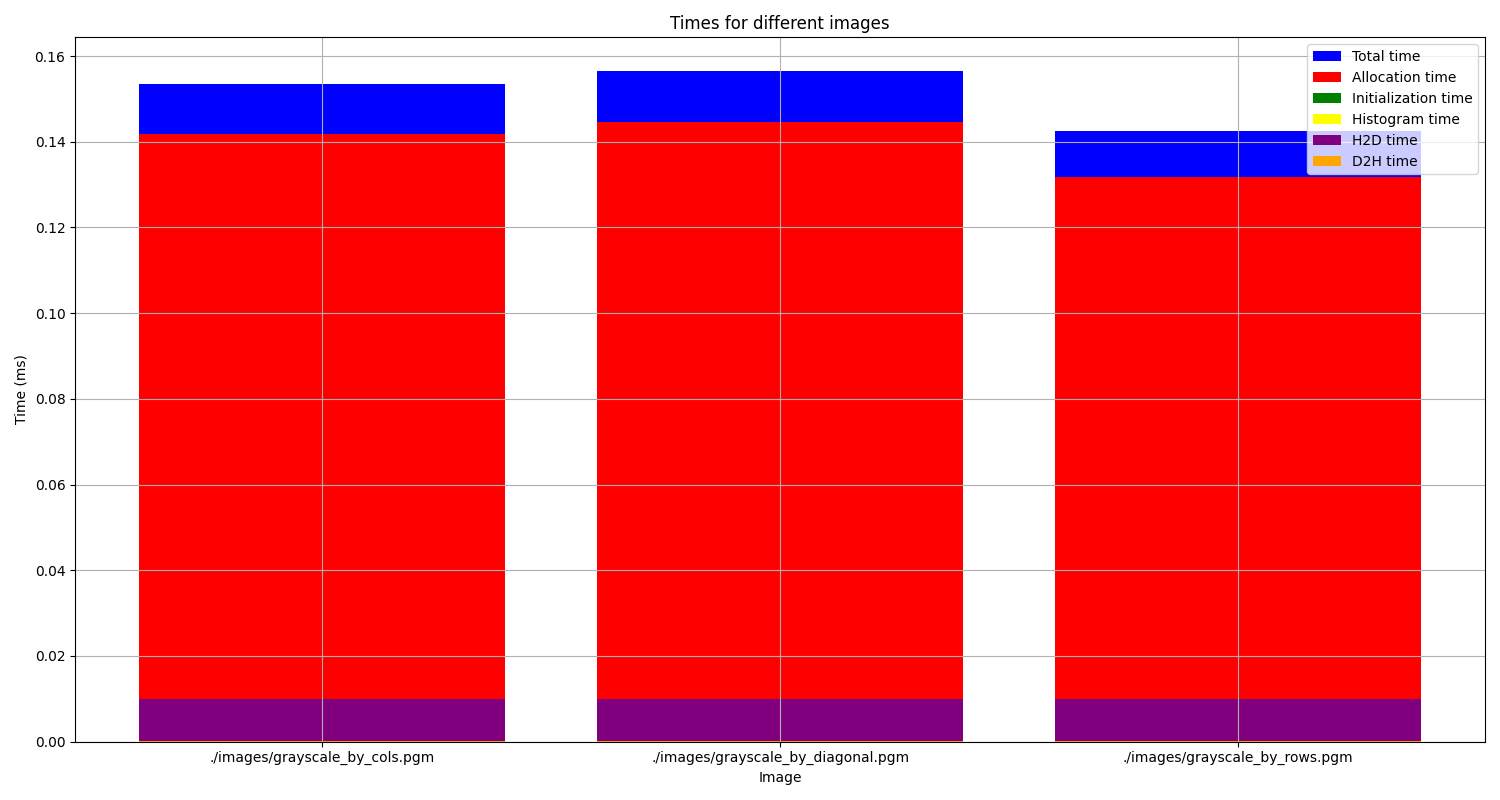 Times for different images
Total time
Allocation time
Initialization time
Histogram time
H2D time
D2H time
Time (ms)
0.16
0.14
0.12
0.10
0.08
0.06
0.04
0.02
0.00
./images/grayscale_by_cols.pgm
./images/grayscale_by_diagonal.pgm
./images/grayscale_by_rows.pgm
Image